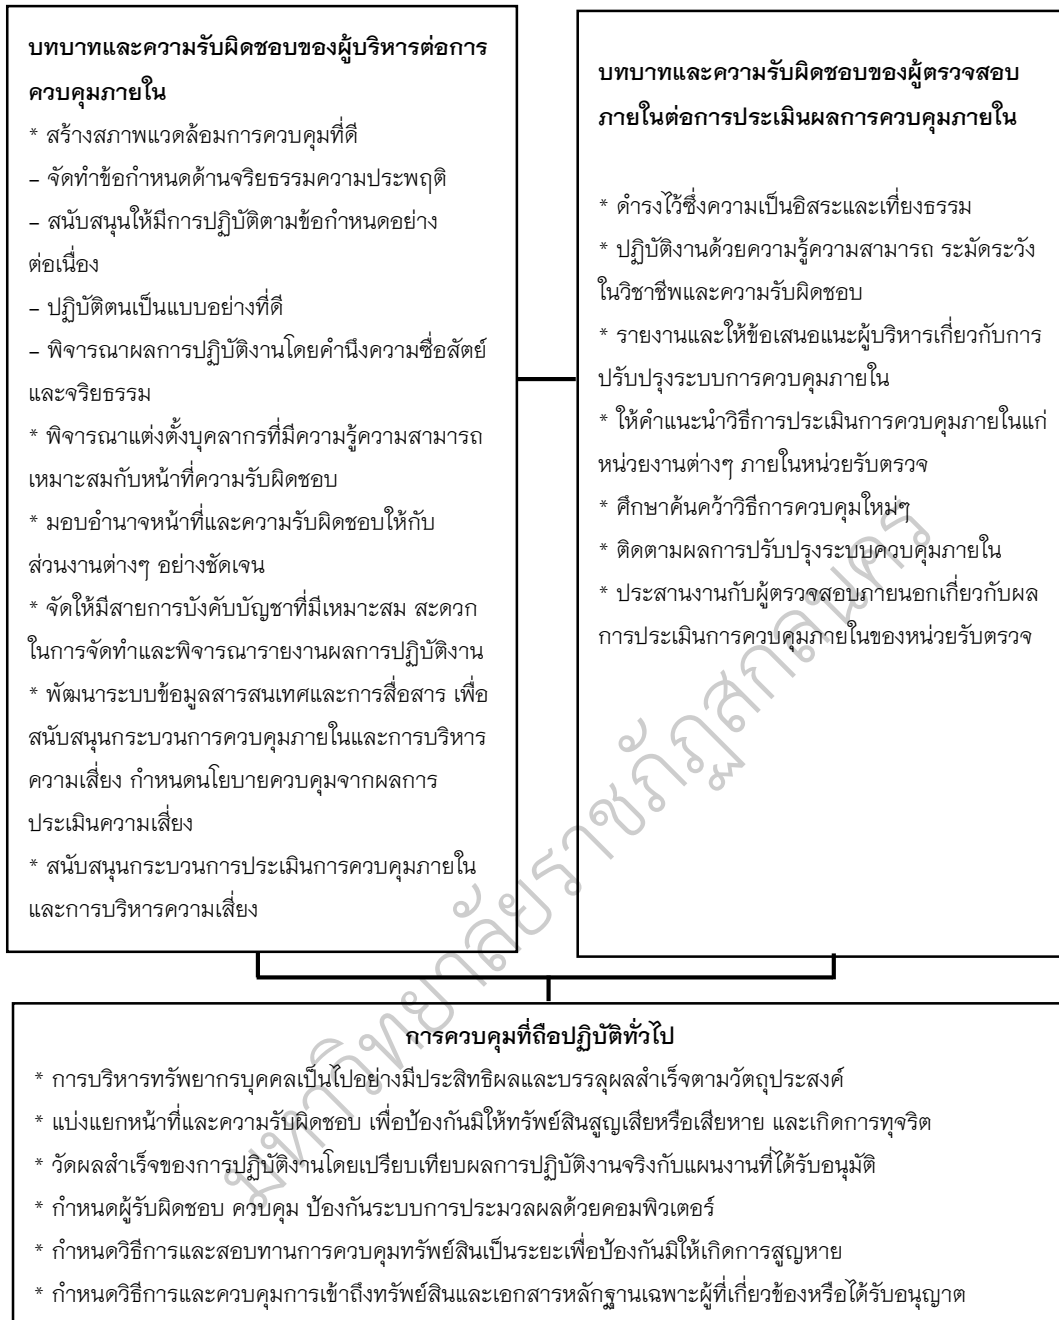 บทบาทและความรับผิดชอบของผู้บริหารต่อการ
ควบคุมภายใน
* สร้างสภาพแวดล้อมการควบคุมที่ดี
– จัดทำข้อกำหนดด้านจริยธรรมความประพฤติ
– สนับสนุนให้มีการปฏิบัติตามข้อกำหนดอย่าง
ต่อเนื่อง
– ปฏิบัติตนเป็นแบบอย่างที่ดี
– พิจารณาผลการปฏิบัติงานโดยคำนึงความซื่อสัตย์
และจริยธรรม
* พิจารณาแต่งตั้งบุคลากรที่มีความรู้ความสามารถ
เหมาะสมกับหน้าที่ความรับผิดชอบ
* มอบอำนาจหน้าที่และความรับผิดชอบให้กับ
ส่วนงานต่างๆ อย่างชัดเจน
* จัดให้มีสายการบังคับบัญชาที่มีเหมาะสม สะดวก
ในการจัดทำและพิจารณารายงานผลการปฏิบัติงาน
* พัฒนาระบบข้อมูลสารสนเทศและการสื่อสาร เพื่อ
สนับสนุนกระบวนการควบคุมภายในและการบริหาร
ความเสี่ยง กำหนดนโยบายควบคุมจากผลการ
ประเมินความเสี่ยง
* สนับสนุนกระบวนการประเมินการควบคุมภายใน
และการบริหารความเสี่ยง
บทบาทและความรับผิดชอบของผู้ตรวจสอบ
ภายในต่อการประเมินผลการควบคุมภายใน
* ดำรงไว้ซึ่งความเป็นอิสระและเที่ยงธรรม
* ปฏิบัติงานด้วยความรู้ความสามารถ ระมัดระวัง
ในวิชาชีพและความรับผิดชอบ
* รายงานและให้ข้อเสนอแนะผู้บริหารเกี่ยวกับการ
ปรับปรุงระบบการควบคุมภายใน
* ให้คำแนะนำวิธีการประเมินการควบคุมภายในแก่
หน่วยงานต่างๆ ภายในหน่วยรับตรวจ
* ศึกษาค้นคว้าวิธีการควบคุมใหม่ๆ
* ติดตามผลการปรับปรุงระบบควบคุมภายใน
* ประสานงานกับผู้ตรวจสอบภายนอกเกี่ยวกับผล
การประเมินการควบคุมภายในของหน่วยรับตรวจ
การควบคุมที่ถือปฏิบัติทั่วไป
* การบริหารทรัพยากรบุคคลเป็นไปอย่างมีประสิทธิผลและบรรลุผลสำเร็จตามวัตถุประสงค์
* แบ่งแยกหน้าที่และความรับผิดชอบ เพื่อป้องกันมิให้ทรัพย์สินสูญเสียหรือเสียหาย และเกิดการทุจริต
* วัดผลสำเร็จของการปฏิบัติงานโดยเปรียบเทียบผลการปฏิบัติงานจริงกับแผนงานที่ได้รับอนุมัติ
* กำหนดผู้รับผิดชอบ ควบคุม ป้องกันระบบการประมวลผลด้วยคอมพิวเตอร์
* กำหนดวิธีการและสอบทานการควบคุมทรัพย์สินเป็นระยะเพื่อป้องกันมิให้เกิดการสูญหาย
* กำหนดวิธีการและควบคุมการเข้าถึงทรัพย์สินและเอกสารหลักฐานเฉพาะผู้ที่เกี่ยวข้องหรือได้รับอนุญาต
มหาวิทยาลัยราชภัฏสกลนคร